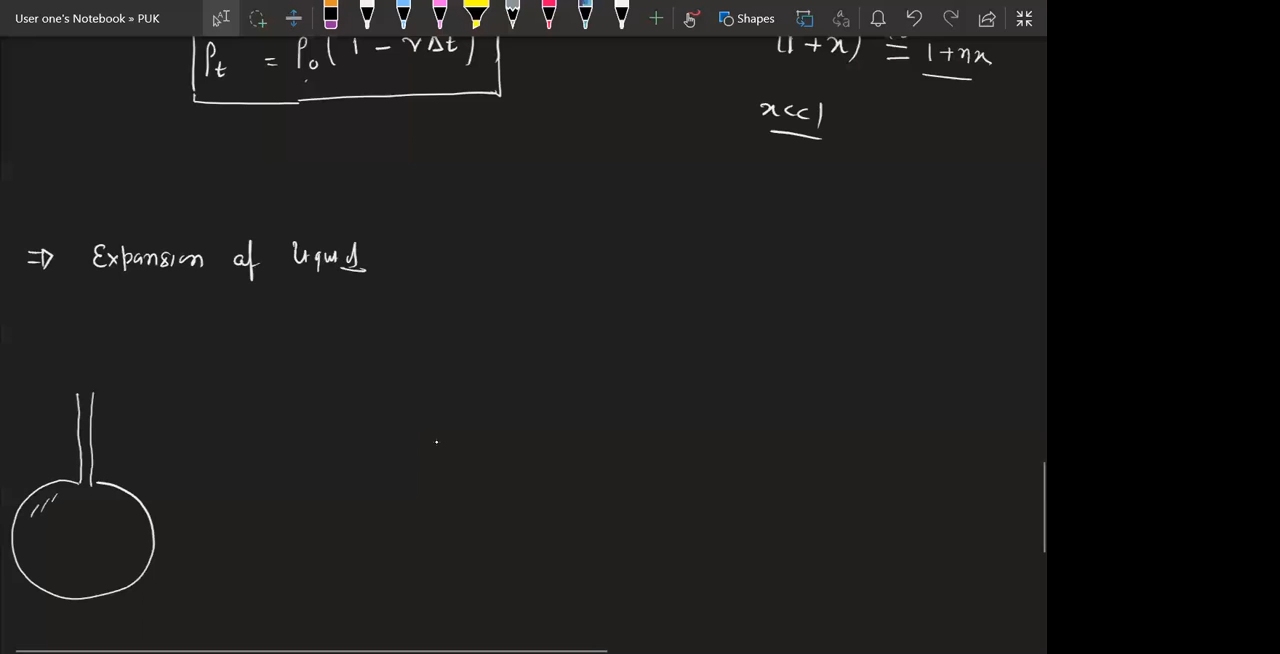 User one's Notebook » PUK
Shapes
ρt = ρ₀(1 - γΔt)
(1 + x) ≅ 1 + nx
x<<1
⇒ Expansion of liquid